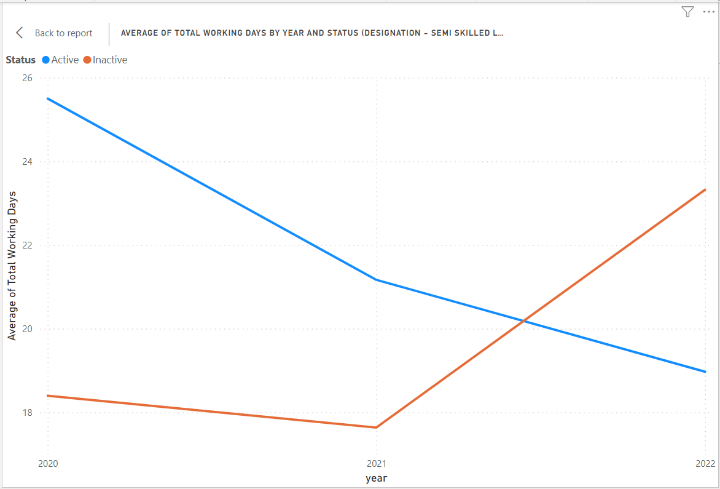 Back to report
AVERAGE OF TOTAL WORKING DAYS BY YEAR AND STATUS (DESIGNATION - SEMI SKILLED L...
Status Active Inactive
26
24
22
20
18
Average of Total Working Days
2020 2021 2022
year